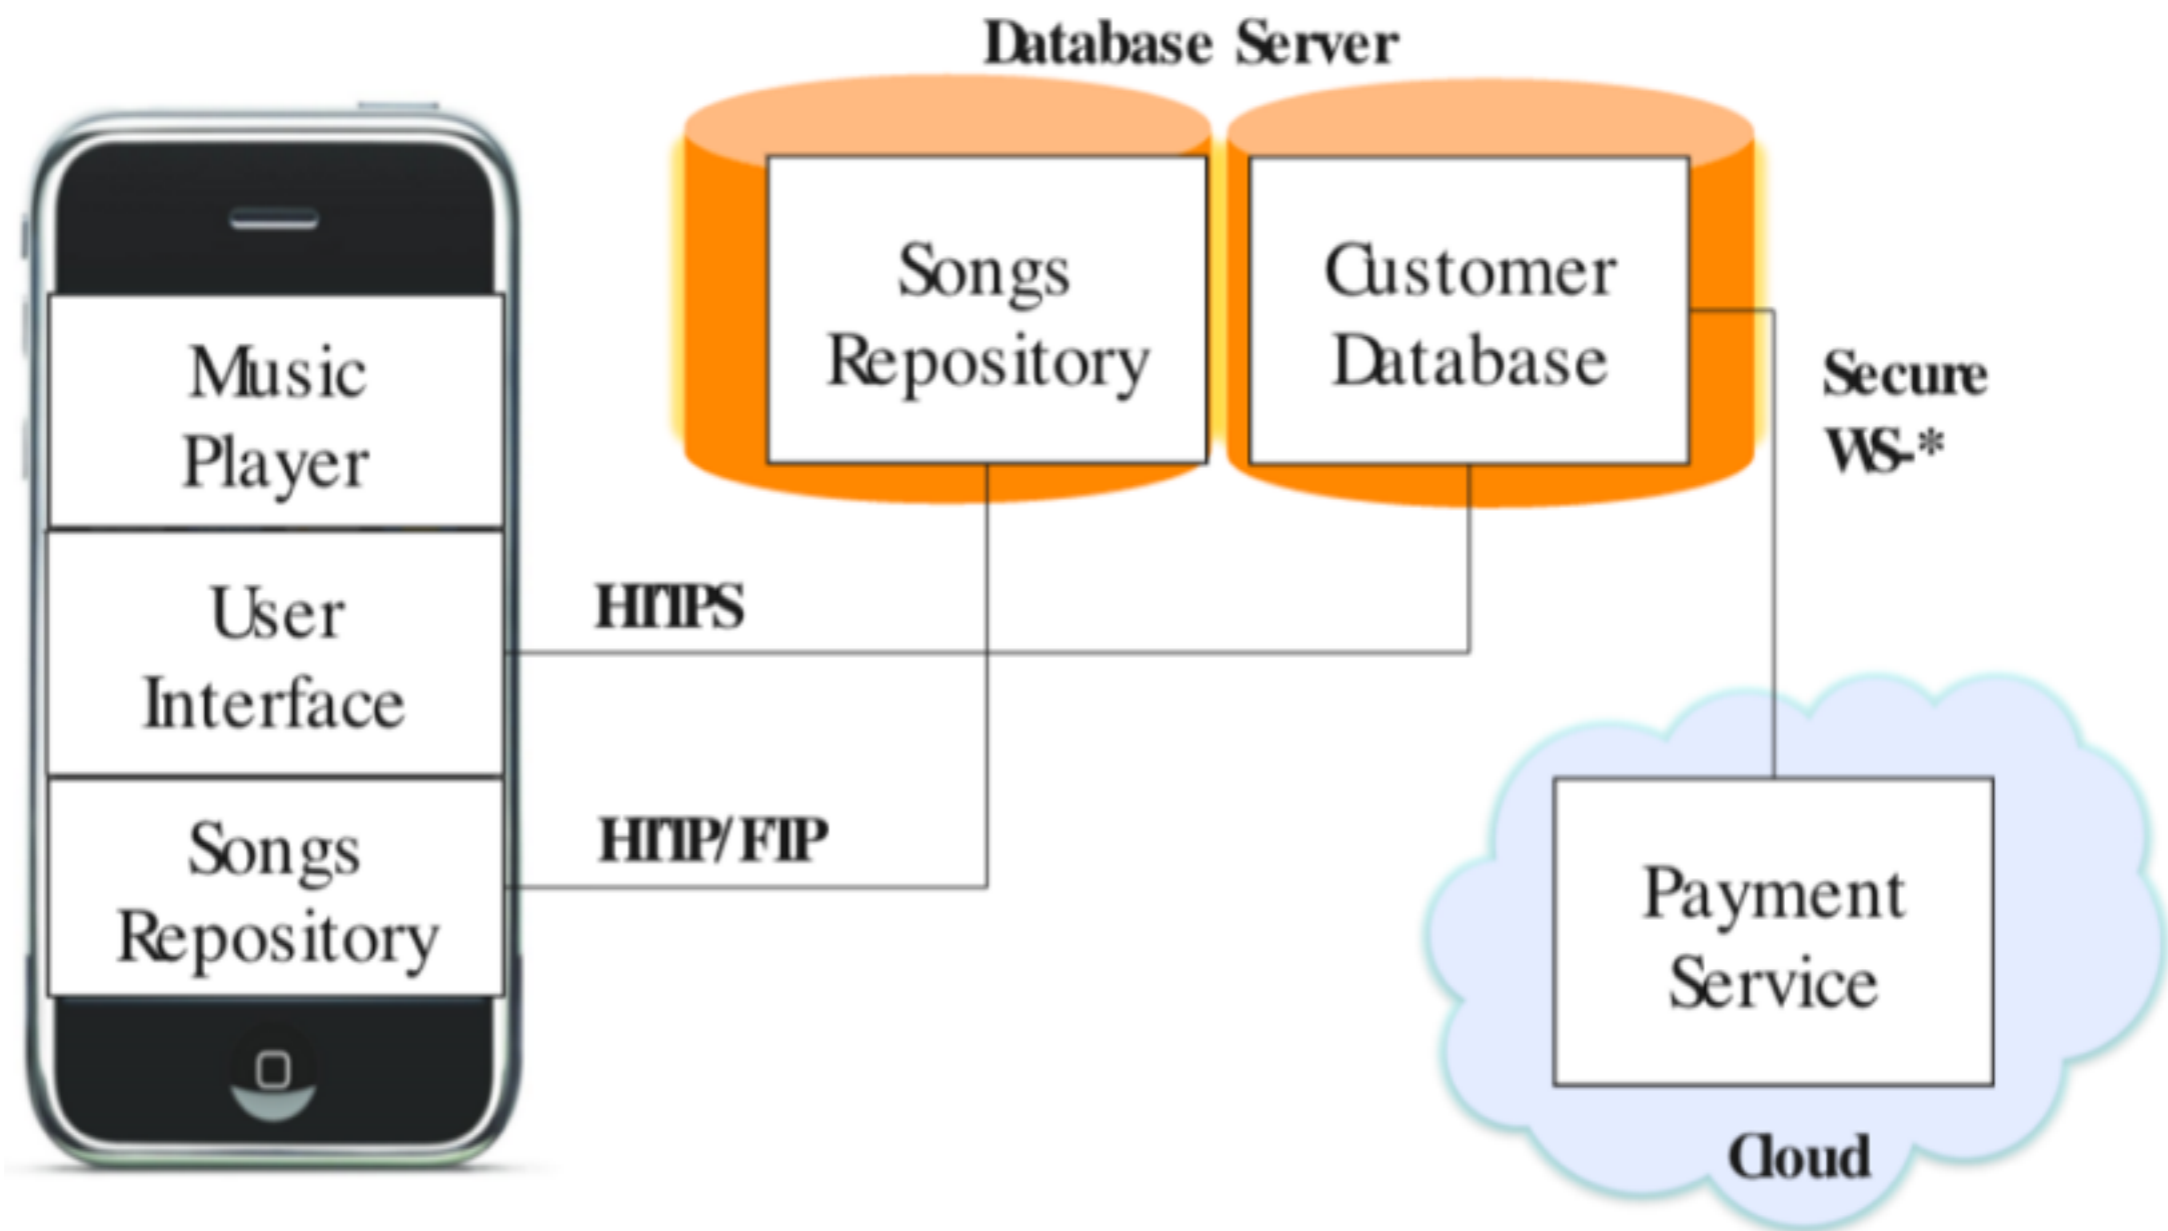 Database Server
Music
Player
User
Interface
Songs
Repository
Songs
Repository
Customer
Database
Secure
WS-*
HTTPS
HTTP/FTP
Payment
Service
Cloud